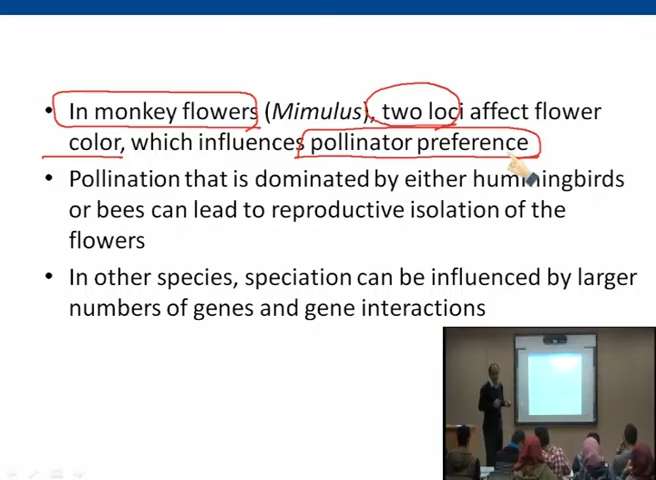 • In monkey flowers (Mimulus), two loci affect flower
color, which influences pollinator preference
• Pollination that is dominated by either hummingbirds
or bees can lead to reproductive isolation of the
flowers
• In other species, speciation can be influenced by larger
numbers of genes and gene interactions